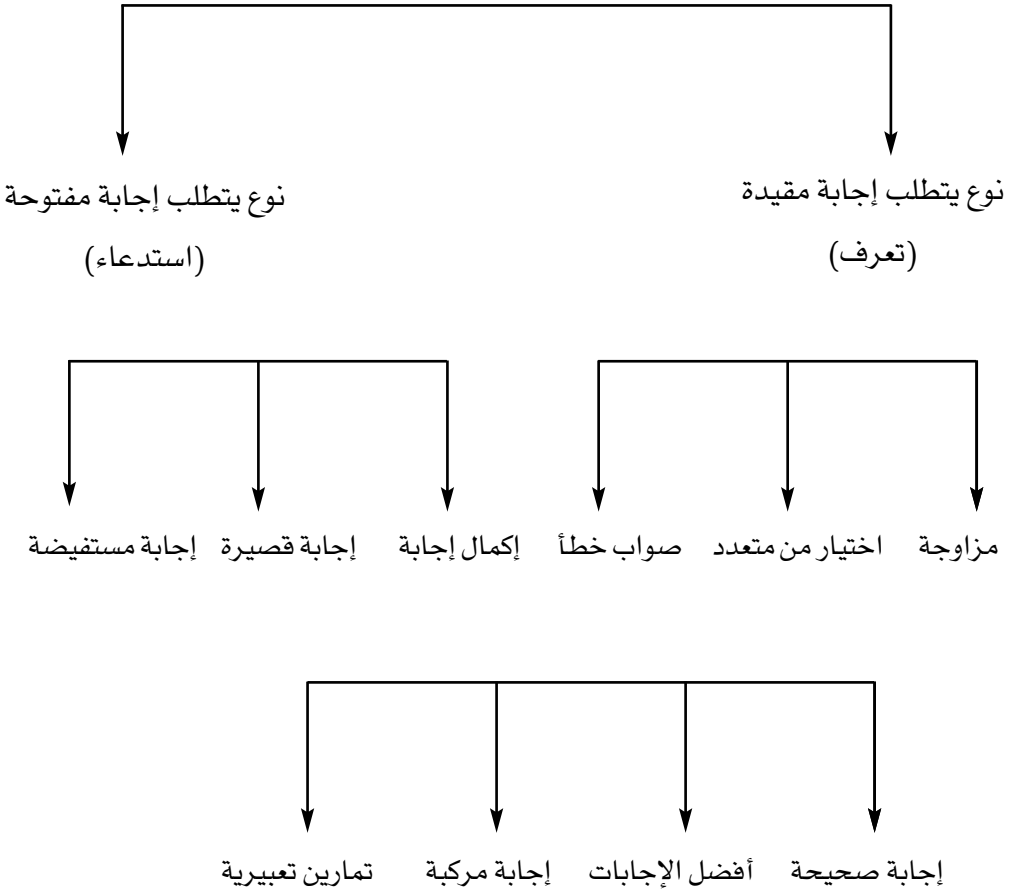 نوع يتطلب إجابة مقيدة
(تعرف)
نوع يتطلب إجابة مفتوحة
(استدعاء)
مزاوجة
اختيار من متعدد
صواب خطأ
إكمال إجابة
إجابة قصيرة
إجابة مستفيضة
إجابة صحيحة
أفضل الإجابات
إجابة مركبة
تمارين تعبيرية